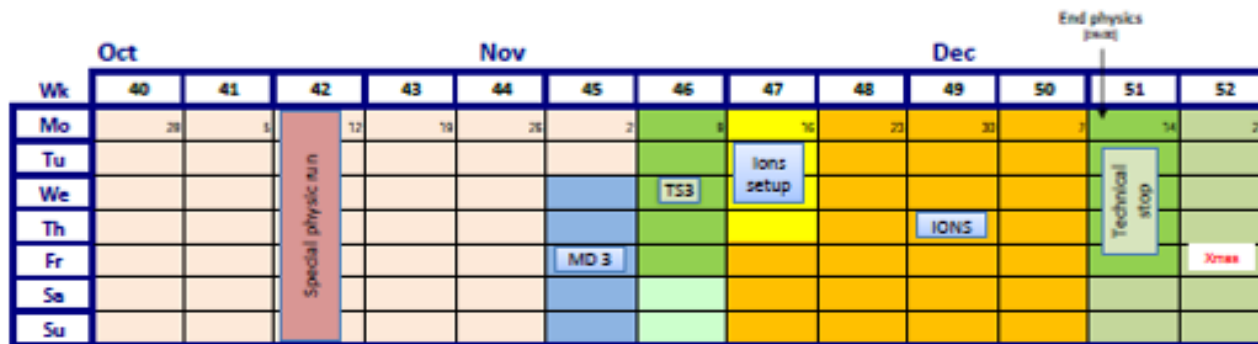 End physics
[06:00]
Oct Nov Dec
Wk 40 41 42 43 44 45 46 47 48 49 50 51 52
Mo 28 5 12 19 26 2 9 16 23 30 7 14
Tu
We
Th
Fr
Sa
Su
Special physic run
MD 3
TS3
Ions
setup
IONS
Technical
stop
Xmas